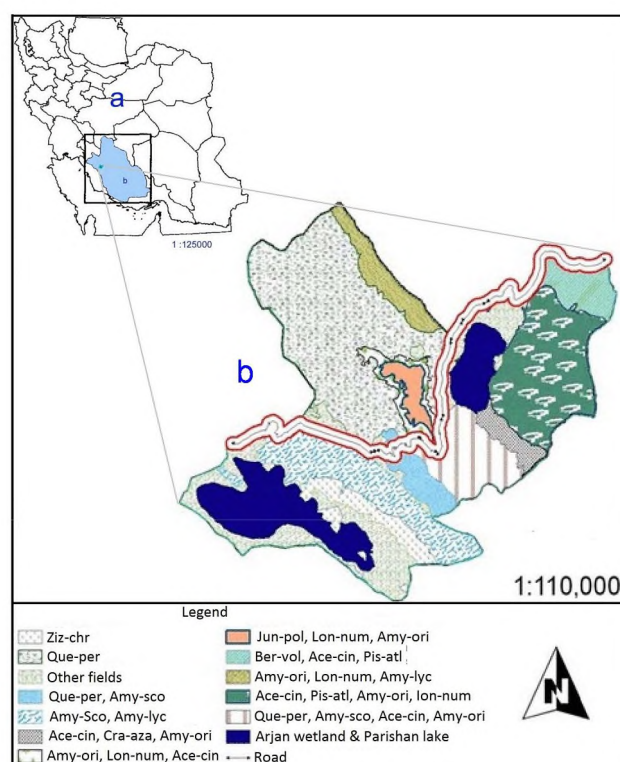 a
b
1 :125000
b
1:110,000
Legend
Ziz-chr
Que-per
Other fields
Que-per, Amy-sco
Amy-Sco, Amy-lyc
Ace-cin, Cra-aza, Amy-ori
Amy-ori, Lon-num, Ace-cin
Jun-pol, Lon-num, Amy-ori
Ber-vol, Ace-cin, Pis-atl
Amy-ori, Lon-num, Amy-lyc
Ace-cin, Pis-atl, Amy-ori, Ion-num
Que-per, Amy-sco, Ace-cin, Amy-ori
Arjan wetland & Parishan lake
Road
N